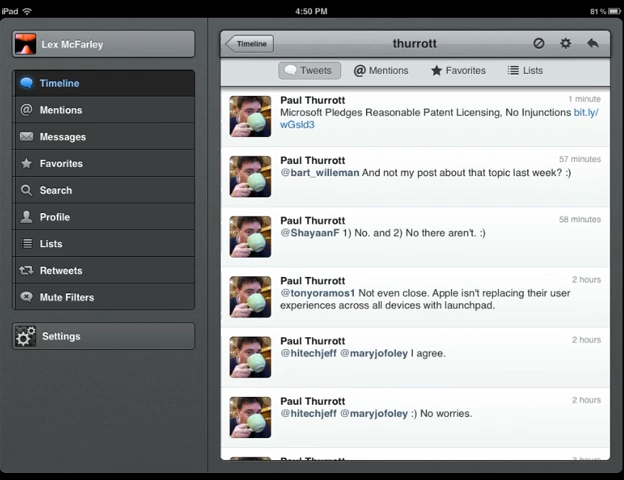 iPad
4:50 PM
81 %
Lex McFarley
Timeline
Mentions
Messages
Favorites
Search
Profile
Lists
Retweets
Mute Filters
Settings
Timeline
thurrott
Tweets
@ Mentions
Favorites
Lists
Paul Thurrott
1 minute
Microsoft Pledges Reasonable Patent Licensing, No Injunctions bit.ly/
wGsld3
Paul Thurrott
57 minutes
@bart_willeman And not my post about that topic last week? :)
Paul Thurrott
58 minutes
@ShayaanF 1) No. and 2) No there aren't. :)
Paul Thurrott
2 hours
@tonyoramos1 Not even close. Apple isn't replacing their user
experiences across all devices with launchpad.
Paul Thurrott
2 hours
@hitechjeff @maryjofoley I agree.
Paul Thurrott
2 hours
@hitechjeff @maryjofoley :) No worries.
Paul Thurrott